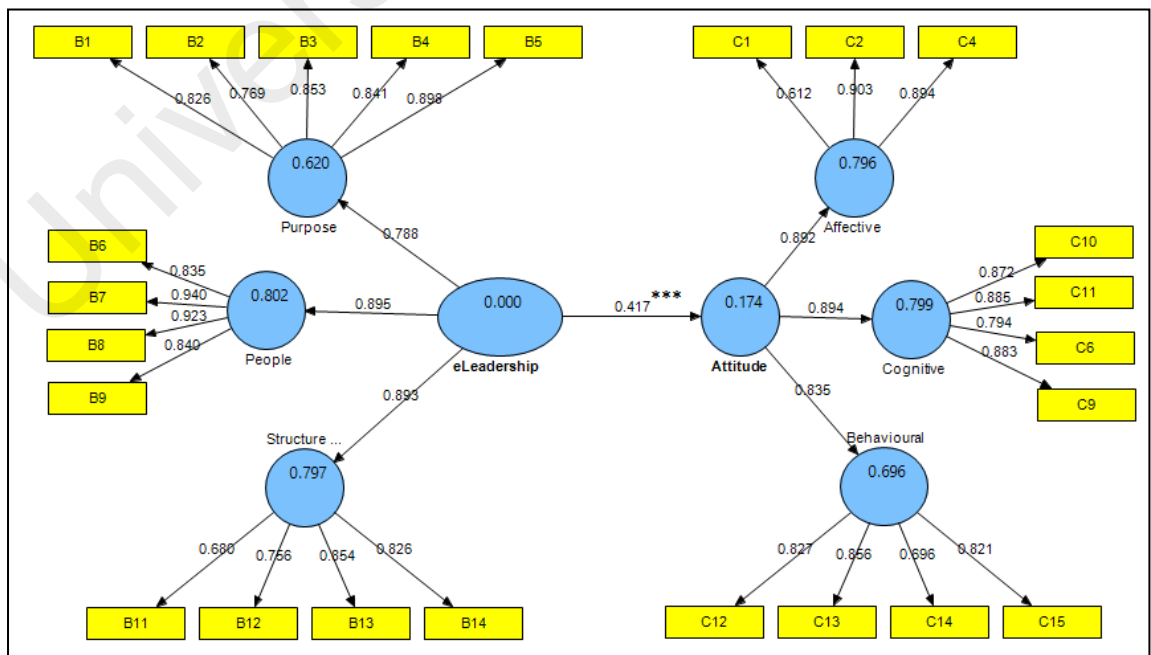 Univers
B1 B2 B3 B4 B5
C1 C2 C4
0.826 0.769 0.853 0.841 0.898
0.612 0.903 0.894
0.620
Purpose
0.796
Affective
0.788
0.892
B6
B7
B8
B9
0.835
0.940
0.923
0.840
0.802
People
0.895
0.000
eLeadership
0.417***
0.174
Attitude
0.894
0.799
Cognitive
0.872
0.885
0.794
0.883
C10
C11
C6
C9
0.893
0.835
Structure ...
0.797
Behavioural
0.696
0.680 0.756 0.854 0.826
0.827 0.856 0.696 0.821
B11 B12 B13 B14
C12 C13 C14 C15